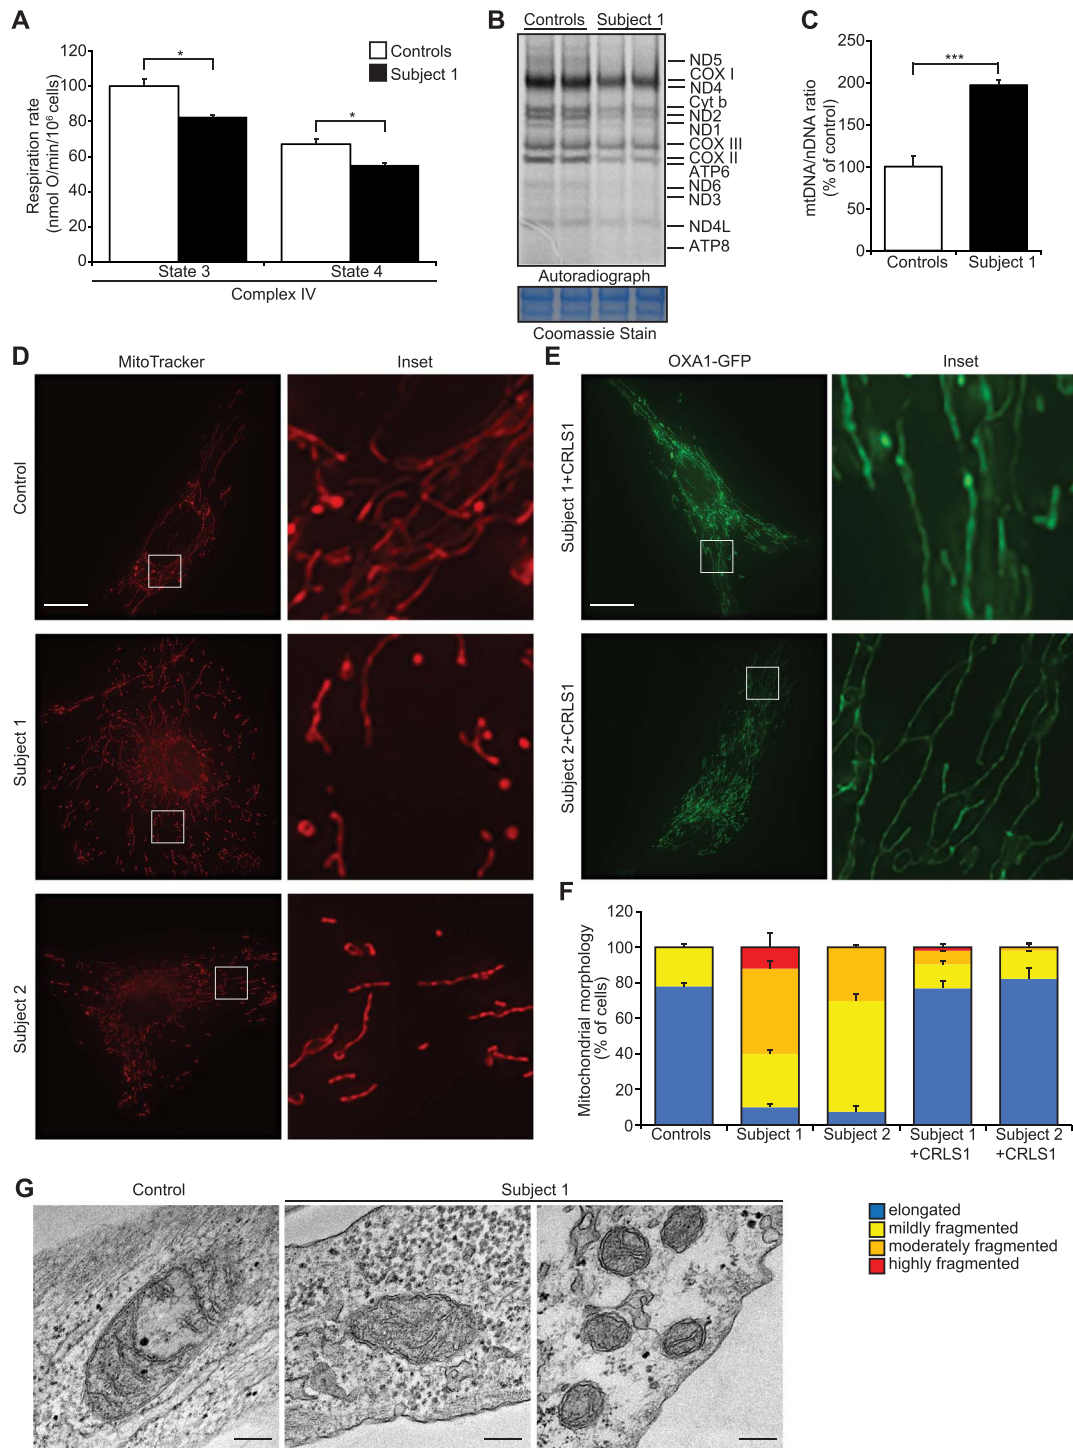 A
Respiration rate
(nmol O/min/10⁶ cells)
120
100
80
60
40
20
0
*
*
Controls
Subject 1
State 3
State 4
Complex IV
B
Controls
Subject 1
ND5
COX I
ND4
Cyt b
ND2
ND1
COX III
COX II
ATP6
ND6
ND3
ND4L
ATP8
Autoradiograph
Coomassie Stain
C
mtDNA/nDNA ratio
(% of control)
250
200
150
100
50
0
***
Controls
Subject 1
D
MitoTracker
Inset
Control
Subject 1
Subject 2
E
OXA1-GFP
Inset
Subject 1+CRLS1
Subject 2+CRLS1
F
Mitochondrial morphology
(% of cells)
120
100
80
60
40
20
0
Controls
Subject 1
Subject 2
Subject 1
+CRLS1
Subject 2
+CRLS1
elongated
mildly fragmented
moderately fragmented
highly fragmented
G
Control
Subject 1